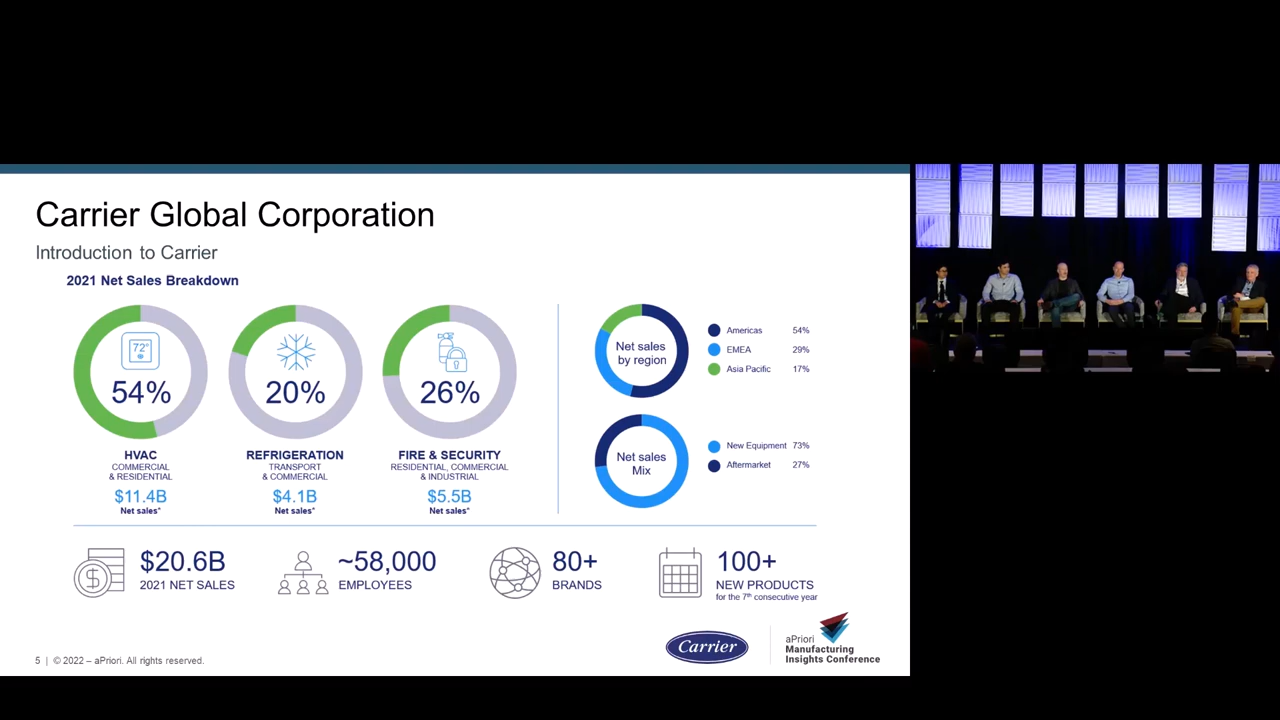 Carrier Global Corporation
Introduction to Carrier
2021 Net Sales Breakdown
72°
54%
HVAC
COMMERCIAL
& RESIDENTIAL
$11.4B
Net sales*
20%
REFRIGERATION
TRANSPORT
& COMMERCIAL
$4.1B
Net sales*
26%
FIRE & SECURITY
RESIDENTIAL, COMMERCIAL
& INDUSTRIAL
$5.5B
Net sales*
Net sales
by region
Americas 54%
EMEA 29%
Asia Pacific 17%
Net sales
Mix
New Equipment 73%
Aftermarket 27%
$20.6B
2021 NET SALES
~58,000
EMPLOYEES
80+
BRANDS
100+
NEW PRODUCTS
for the 7th consecutive year
5 | © 2022 – aPriori. All rights reserved.
Carrier
aPriori
Manufacturing
Insights Conference